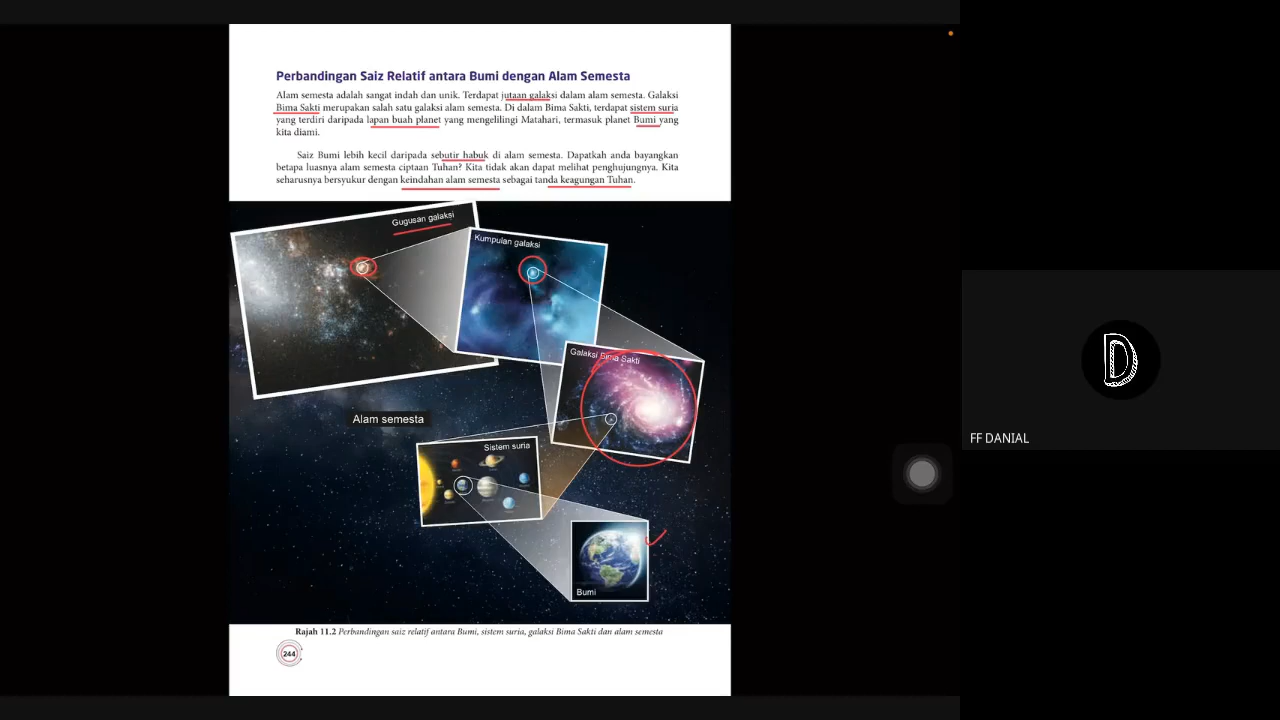 Perbandingan Saiz Relatif antara Bumi dengan Alam Semesta
Alam semesta adalah sangat indah dan unik. Terdapat jutaan galaksi dalam alam semesta. Galaksi
Bima Sakti merupakan salah satu galaksi alam semesta. Di dalam Bima Sakti, terdapat sistem suria
yang terdiri daripada lapan buah planet yang mengelilingi Matahari, termasuk planet Bumi yang
kita diami.
Saiz Bumi lebih kecil daripada sebutir habuk di alam semesta. Dapatkah anda bayangkan
betapa luasnya alam semesta ciptaan Tuhan? Kita tidak akan dapat melihat penghujungnya. Kita
seharusnya bersyukur dengan keindahan alam semesta sebagai tanda keagungan Tuhan.
Gugusan galaksi
Kumpulan galaksi
Galaksi Bima Sakti
Alam semesta
Sistem suria
Bumi
Rajah 11.2 Perbandingan saiz relatif antara Bumi, sistem suria, galaksi Bima Sakti dan alam semesta
244
D
FF DANIAL